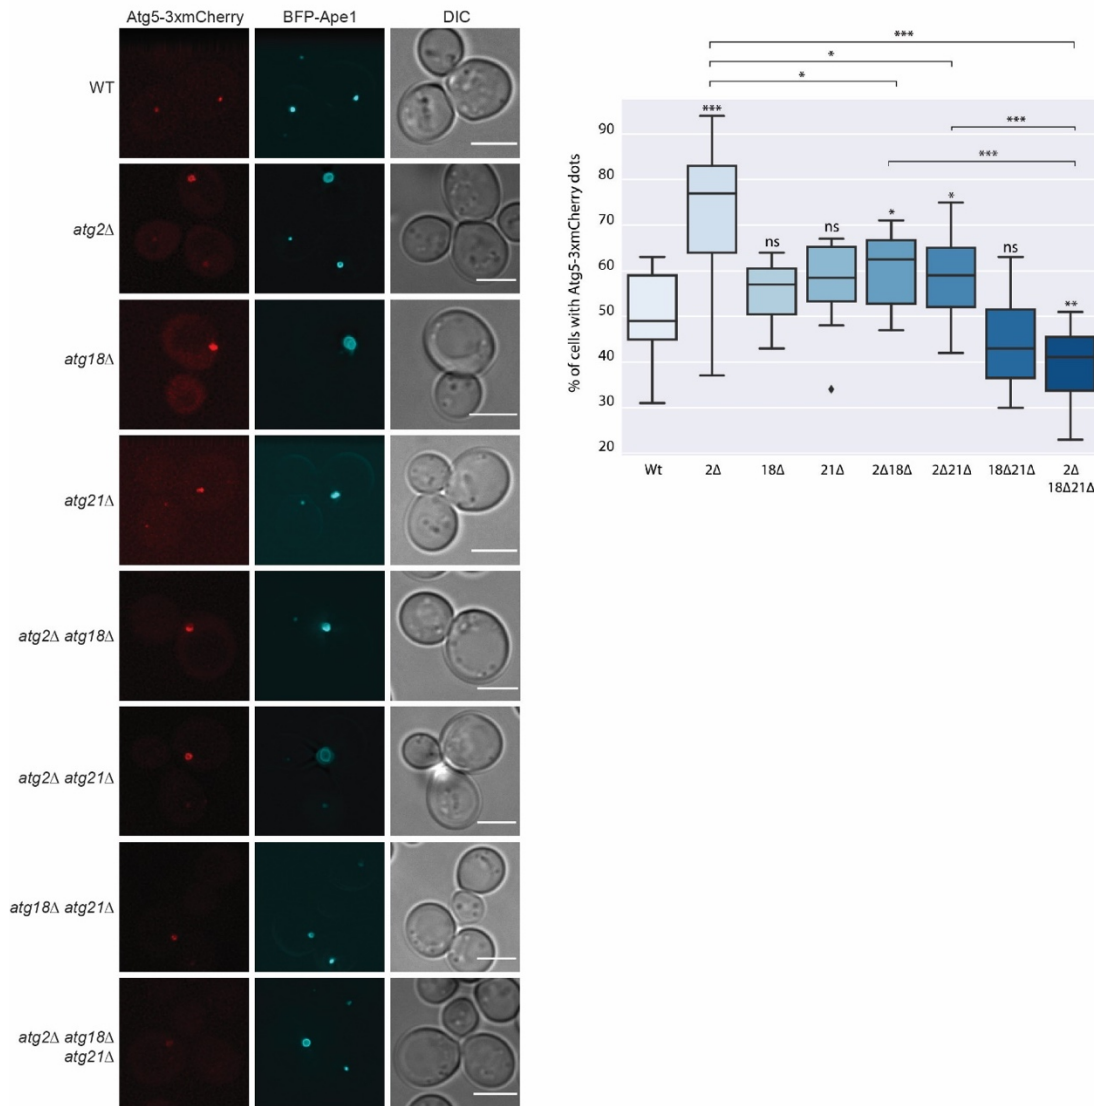 Atg5-3xmCherry BFP-Ape1 DIC
WT
atg2Δ
atg18Δ
atg21Δ
atg2Δ atg18Δ
atg2Δ atg21Δ
atg18Δ atg21Δ
atg2Δ atg18Δ
atg21Δ
***
*
*
***
***
***
ns
ns
*
*
ns
**
% of cells with Atg5-3xmCherry dots
90
80
70
60
50
40
30
20
Wt 2Δ 18Δ 21Δ 2Δ18Δ 2Δ21Δ 18Δ21Δ 2Δ
18Δ21Δ